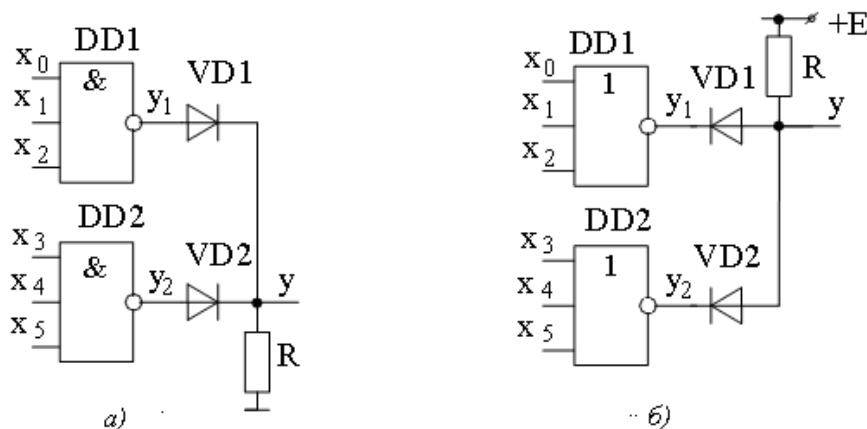 DD1
&
x0
x1
x2
y1
VD1
DD2
&
x3
x4
x5
y2
VD2
y
R
а)
+E
R
DD1
1
x0
x1
x2
y1
VD1
y
DD2
1
x3
x4
x5
y2
VD2
б)